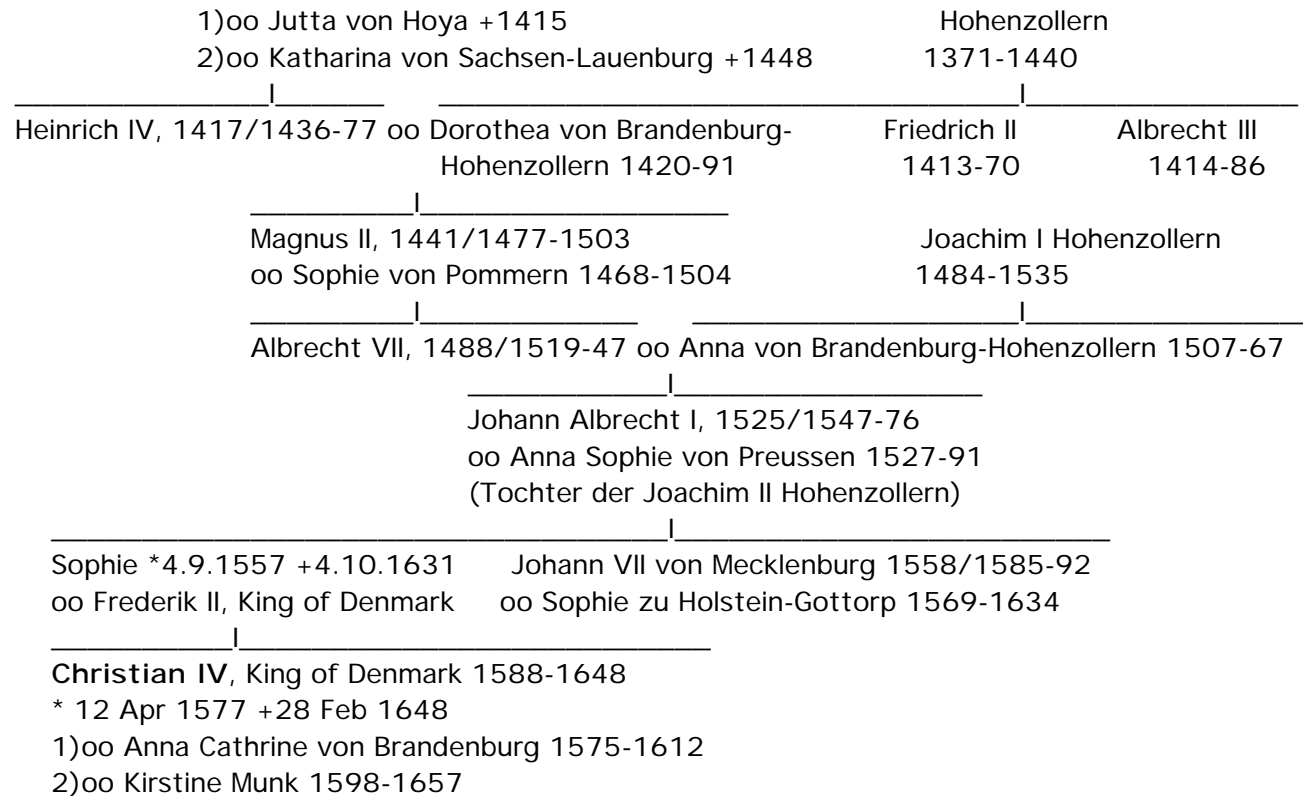 1)oo Jutta von Hoya +1415 Hohenzollern
2)oo Katharina von Sachsen-Lauenburg +1448 1371-1440
Heinrich IV, 1417/1436-77 oo Dorothea von Brandenburg- Friedrich II Albrecht III
Hohenzollern 1420-91 1413-70 1414-86
Magnus II, 1441/1477-1503 Joachim I Hohenzollern
oo Sophie von Pommern 1468-1504 1484-1535
Albrecht VII, 1488/1519-47 oo Anna von Brandenburg-Hohenzollern 1507-67
Johann Albrecht I, 1525/1547-76
oo Anna Sophie von Preussen 1527-91
(Tochter der Joachim II Hohenzollern)
Sophie *4.9.1557 +4.10.1631 Johann VII von Mecklenburg 1558/1585-92
oo Frederik II, King of Denmark oo Sophie zu Holstein-Gottorp 1569-1634
Christian IV, King of Denmark 1588-1648
* 12 Apr 1577 +28 Feb 1648
1)oo Anna Cathrine von Brandenburg 1575-1612
2)oo Kirstine Munk 1598-1657